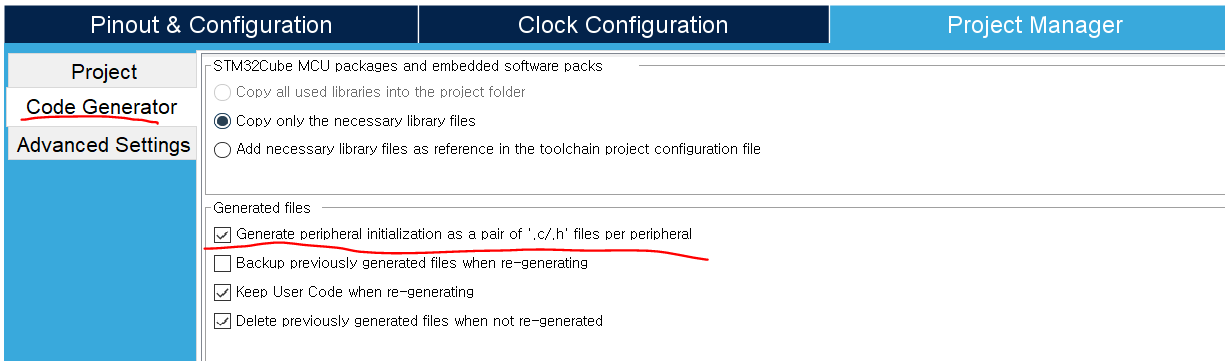 Pinout & Configuration
Clock Configuration
Project Manager
Project
Code Generator
Advanced Settings
STM32Cube MCU packages and embedded software packs
Copy all used libraries into the project folder
Copy only the necessary library files
Add necessary library files as reference in the toolchain project configuration file
Generated files
Generate peripheral initialization as a pair of '.c/.h' files per peripheral
Backup previously generated files when re-generating
Keep User Code when re-generating
Delete previously generated files when not re-generated